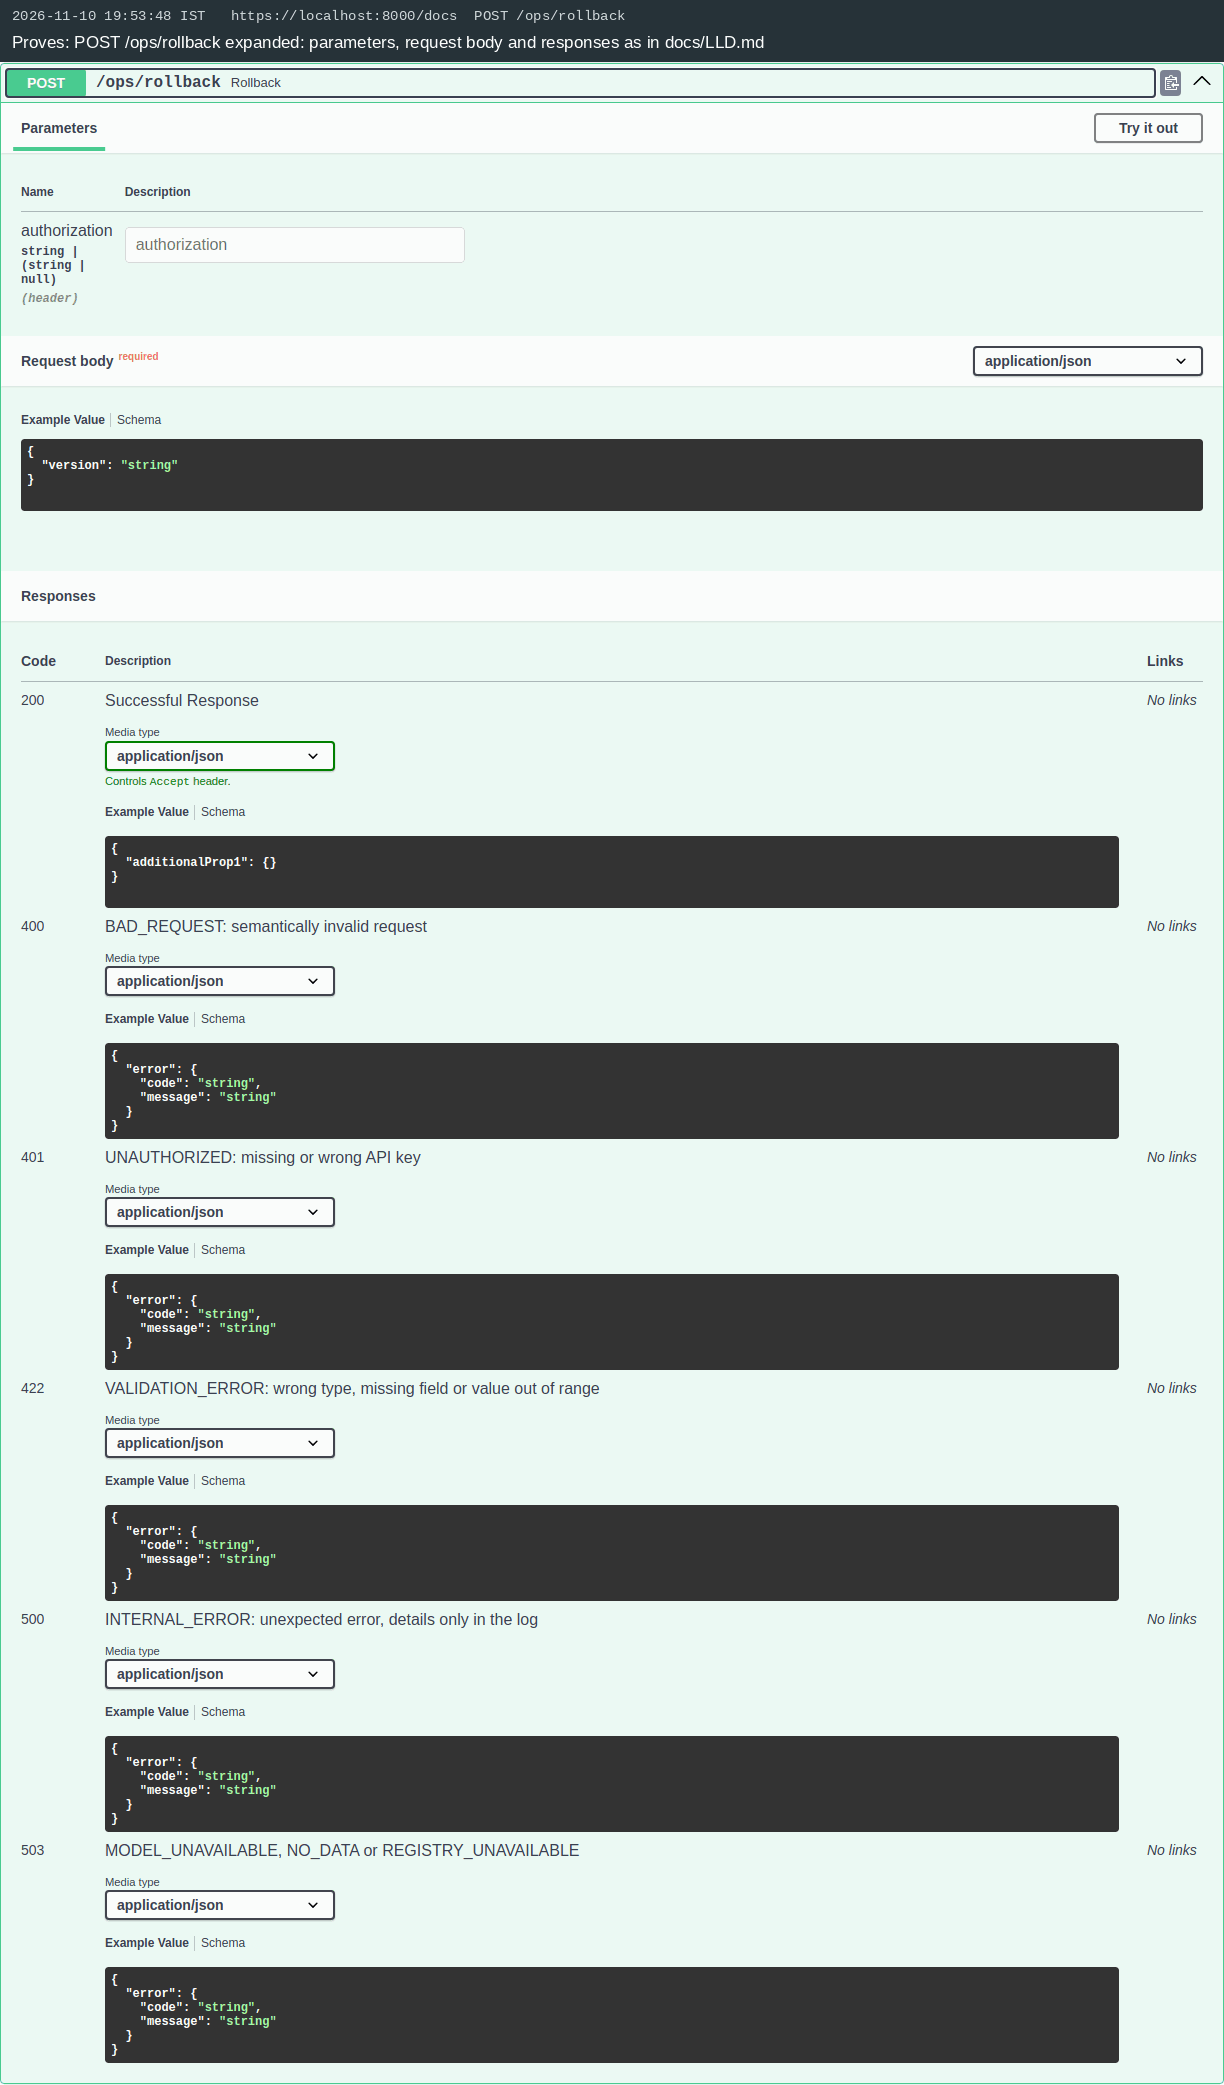 2026-11-10 19:53:48 IST https://localhost:8000/docs POST /ops/rollback
Proves: POST /ops/rollback expanded: parameters, request body and responses as in docs/LLD.md
POST /ops/rollback Rollback
Parameters
Try it out
Name Description
authorization
string |
(string |
null)
(header)
authorization
Request body required
application/json
Example Value Schema
{
  "version": "string"
}
Responses
Code Description Links
200 Successful Response No links
Media type
application/json
Controls Accept header.
Example Value Schema
{
  "additionalProp1": {}
}
400 BAD_REQUEST: semantically invalid request No links
Media type
application/json
Example Value Schema
{
  "error": {
    "code": "string",
    "message": "string"
  }
}
401 UNAUTHORIZED: missing or wrong API key No links
Media type
application/json
Example Value Schema
{
  "error": {
    "code": "string",
    "message": "string"
  }
}
422 VALIDATION_ERROR: wrong type, missing field or value out of range No links
Media type
application/json
Example Value Schema
{
  "error": {
    "code": "string",
    "message": "string"
  }
}
500 INTERNAL_ERROR: unexpected error, details only in the log No links
Media type
application/json
Example Value Schema
{
  "error": {
    "code": "string",
    "message": "string"
  }
}
503 MODEL_UNAVAILABLE, NO_DATA or REGISTRY_UNAVAILABLE No links
Media type
application/json
Example Value Schema
{
  "error": {
    "code": "string",
    "message": "string"
  }
}